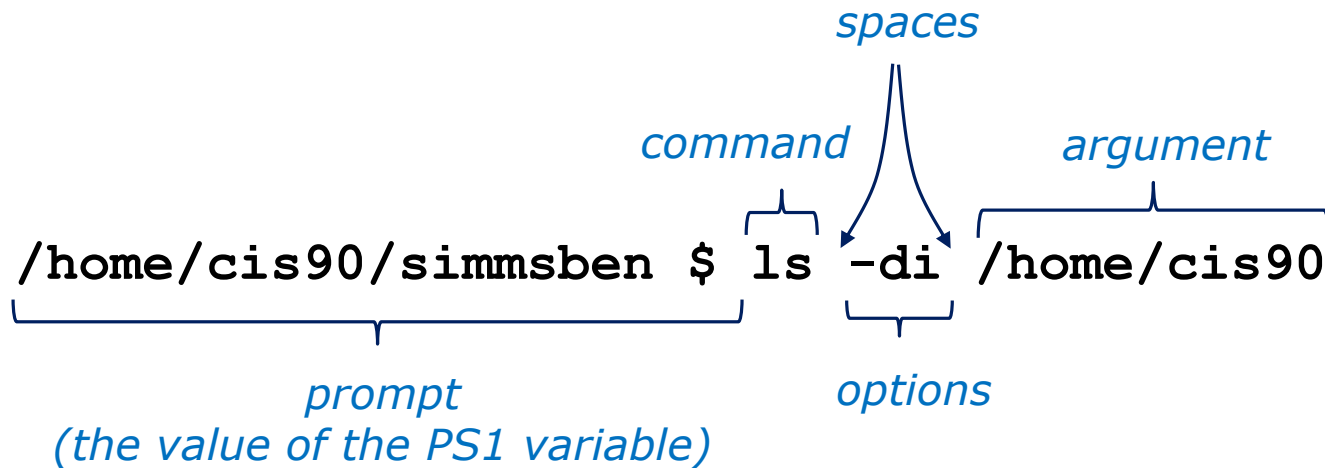 spaces
command
argument
/home/cis90/simmsben $ ls -di /home/cis90
prompt
(the value of the PS1 variable)
options